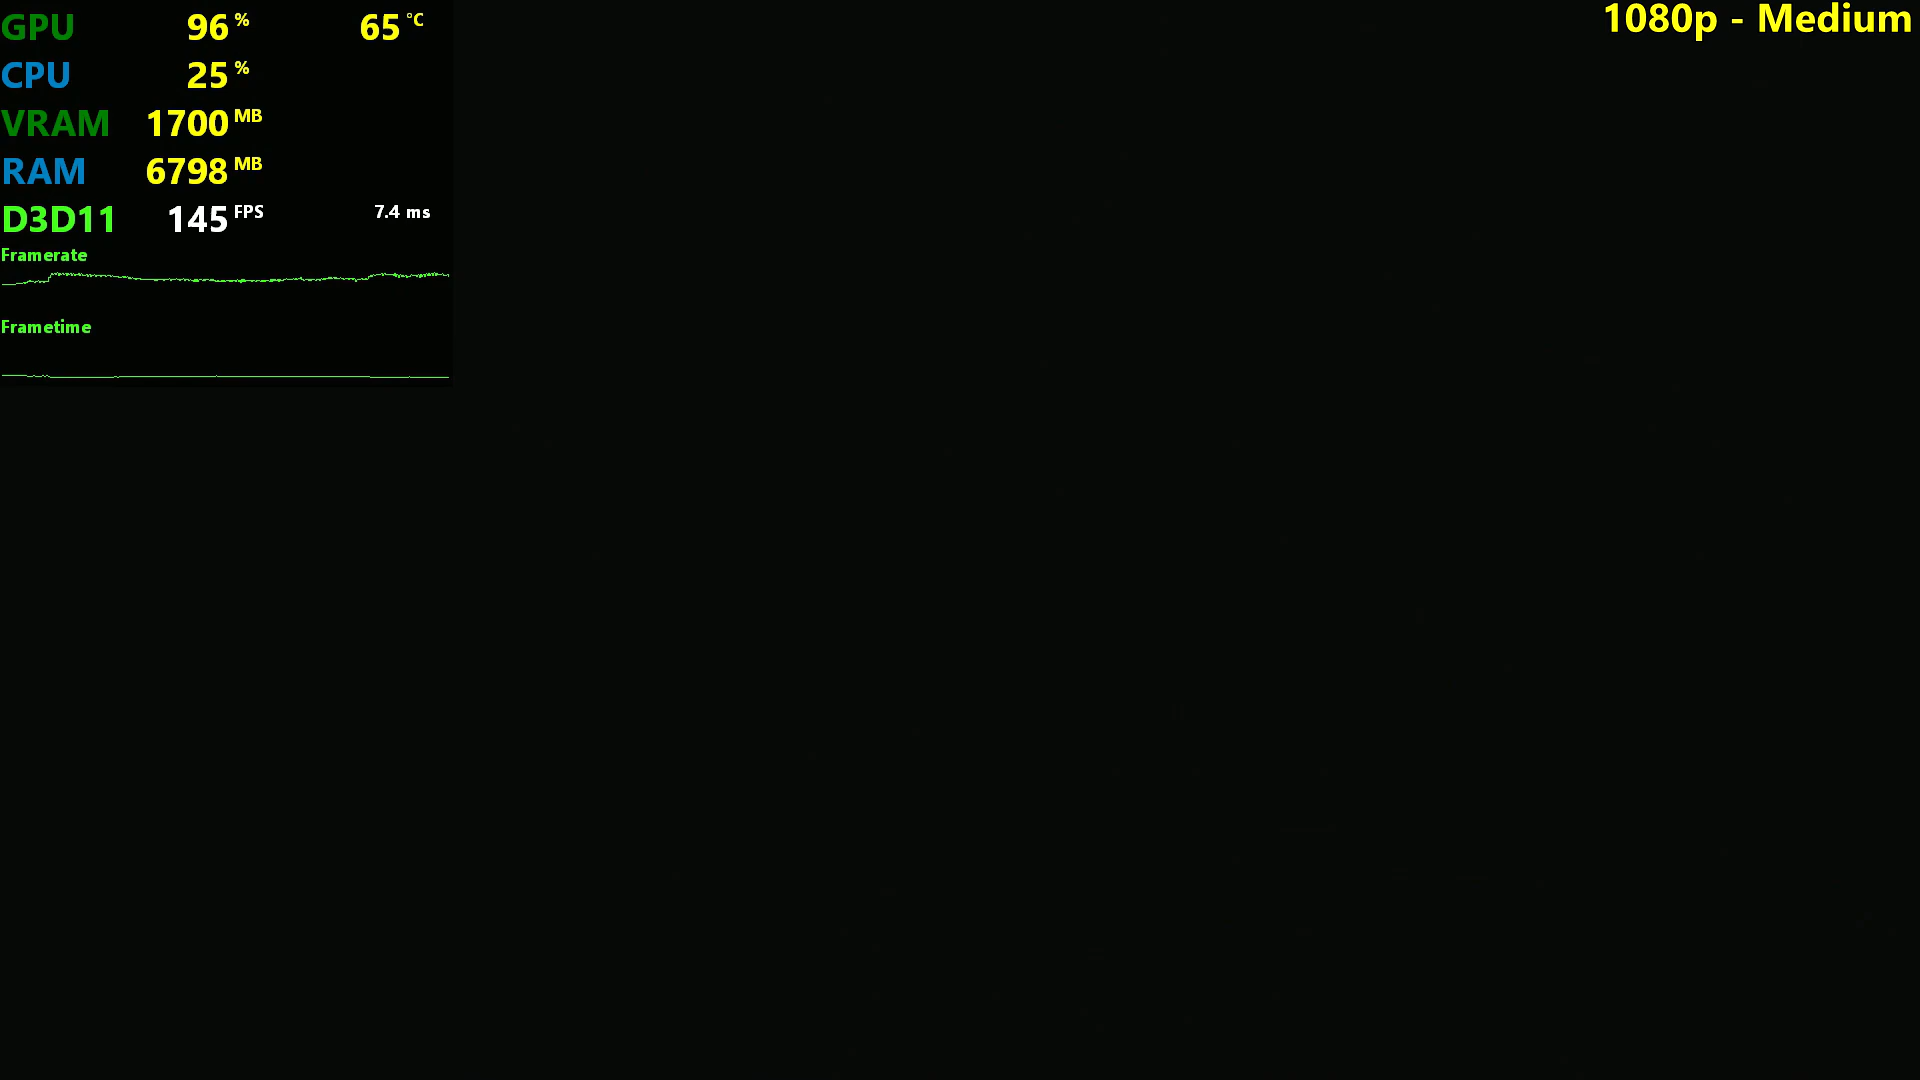 GPU 96 % 65 °C
1080p - Medium
CPU 25 %
VRAM 1700 MB
RAM 6798 MB
D3D11 145 FPS 7.4 ms
Framerate
Frametime